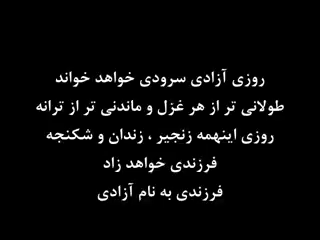 روزی آزادی سرودی خواهد خواند
طولانی تر از هر غزل و ماندنی تر از ترانه
روزی اینهمه زنجیر ، زندان و شکنجه
فرزندی خواهد زاد
فرزندی به نام آزادی